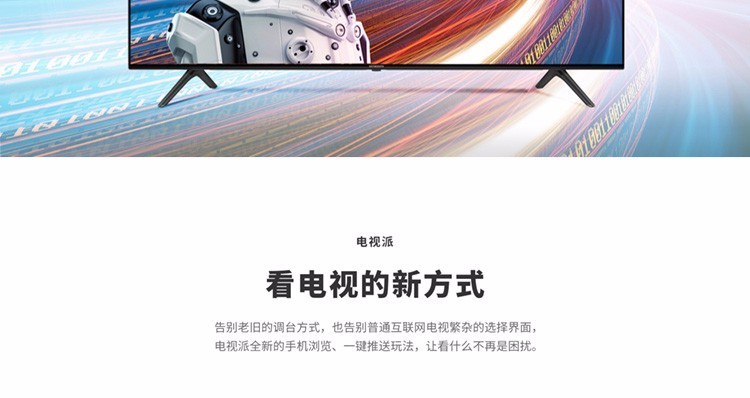 电视派
看电视的新方式
告别老旧的调台方式，也告别普通互联网电视繁杂的选择界面，
电视派全新的手机浏览、一键推送玩法，让看什么不再是困扰。